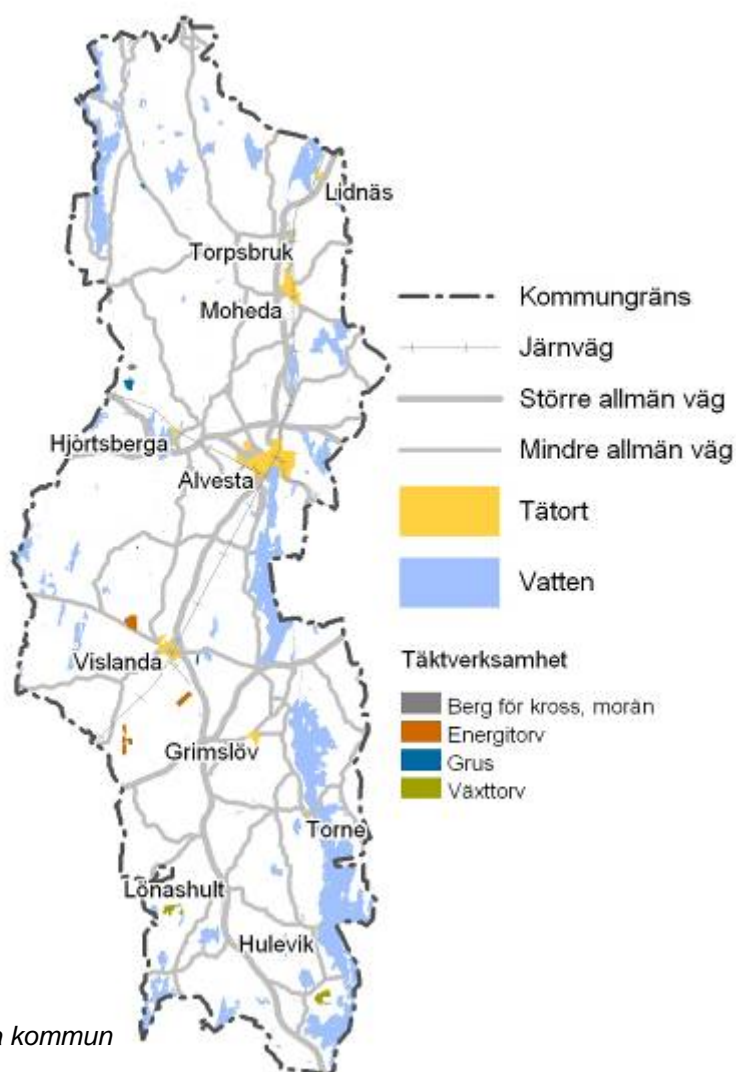 Lidnäs
Torpsbruk
Moheda
Hjörtsberga
Alvesta
Vislanda
Grimslöv
Torne
Lönashult
Hulevik
Kommungräns
Järnväg
Större allmän väg
Mindre allmän väg
Tätort
Vatten
Täktverksamhet
Berg för kross, morän
Energitorv
Grus
Växttorv
kommun